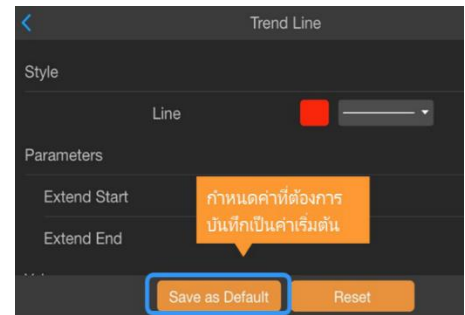 Trend Line
Style
Line
Parameters
Extend Start
กำหนดค่าที่ต้องการ
บันทึกเป็นค่าเริ่มต้น
Extend End
Save as Default
Reset